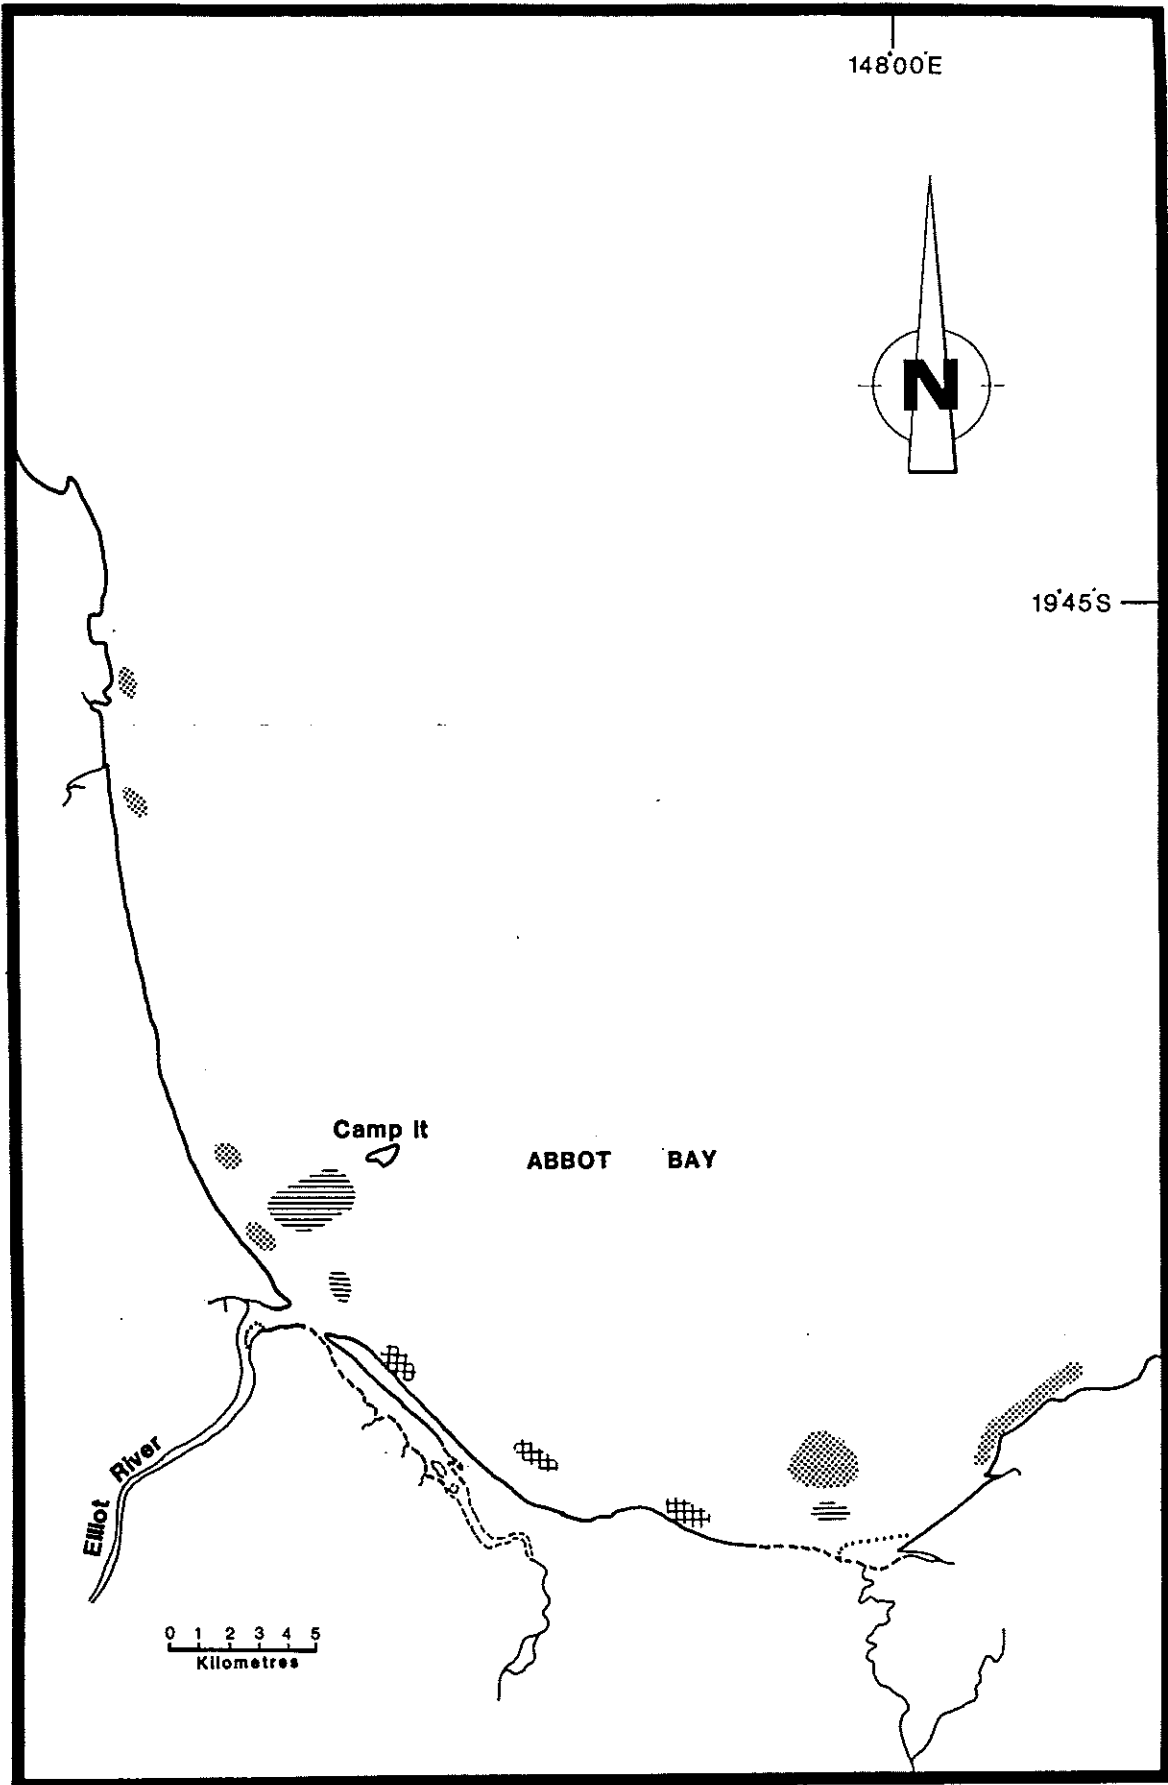 148°00'E
N
19°45'S
Camp It
ABBOT BAY
Elliot River
0 1 2 3 4 5
Kilometres